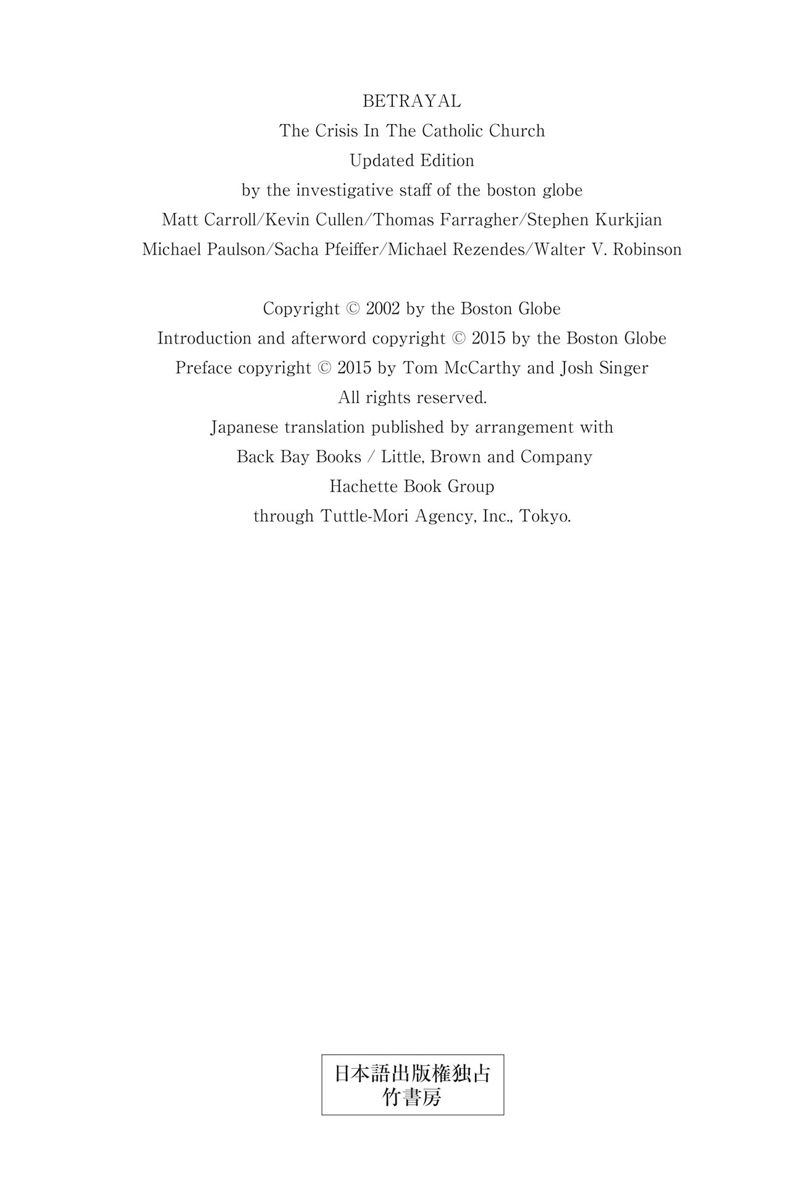 BETRAYAL
The Crisis In The Catholic Church
Updated Edition
by the investigative staff of the boston globe
Matt Carroll/Kevin Cullen/Thomas Farragher/Stephen Kurkjian
Michael Paulson/Sacha Pfeiffer/Michael Rezendes/Walter V. Robinson
Copyright © 2002 by the Boston Globe
Introduction and afterword copyright © 2015 by the Boston Globe
Preface copyright © 2015 by Tom McCarthy and Josh Singer
All rights reserved.
Japanese translation published by arrangement with
Back Bay Books / Little, Brown and Company
Hachette Book Group
through Tuttle-Mori Agency, Inc., Tokyo.
日本語出版権独占
竹書房